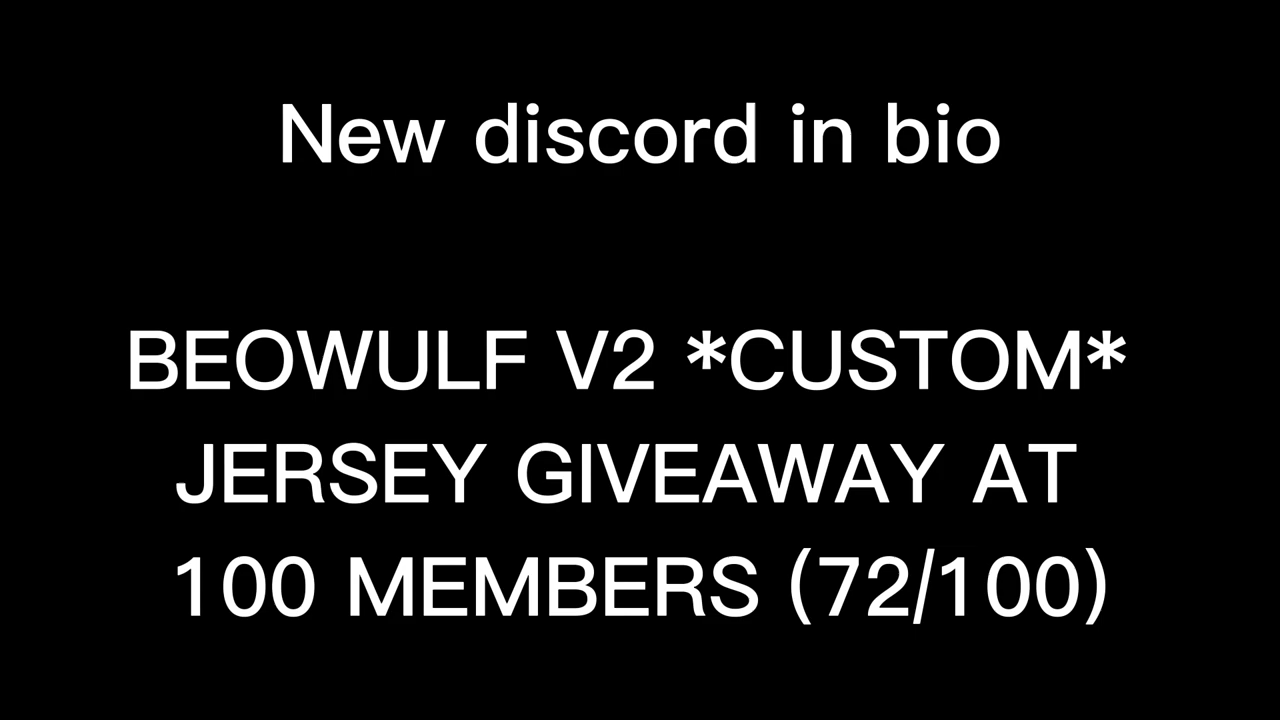 New discord in bio
BEOWULF V2 *CUSTOM*
JERSEY GIVEAWAY AT
100 MEMBERS (72/100)